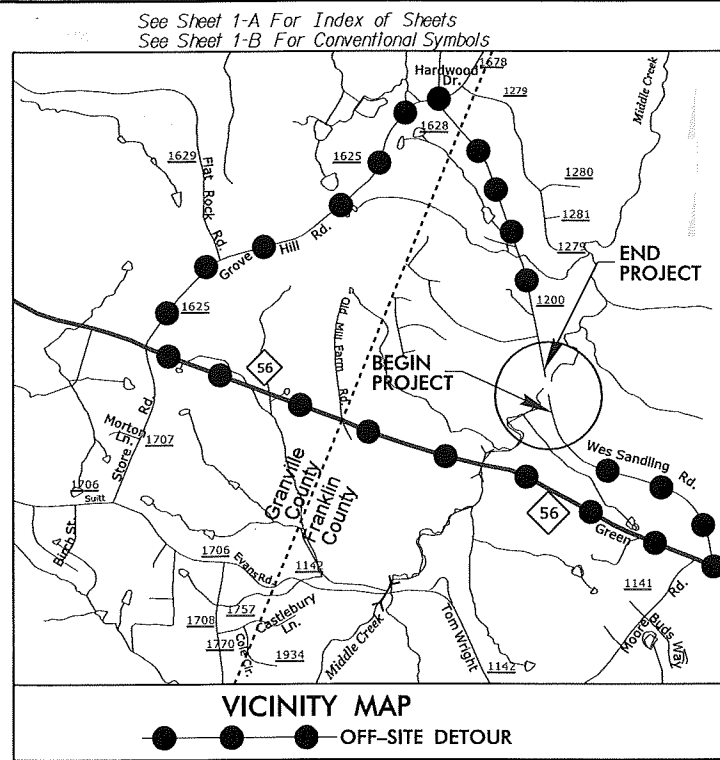 See Sheet 1-A For Index of Sheets
See Sheet 1-B For Conventional Symbols
Hardwood
Dr.
1678
1279
Middle Creek
1628
1629
1625
Flat Rock Rd.
1280
1281
1279
Grove Hill Rd.
END
PROJECT
1625
1200
Old Mill Farm Rd.
56
BEGIN
PROJECT
Morton
Ln.
Store Rd.
1707
Wes Sandling Rd.
1706
Suitt
Granville
County
Franklin
County
56
Green
Birch St.
1706
Evans Rd.
1142
1141
1757
Castlebury
Ln.
Moore Rd.
Buds
Way
1708
1770
Cole Cir.
1934
Middle Creek
Tom Wright
1142
VICINITY MAP
OFF-SITE DETOUR